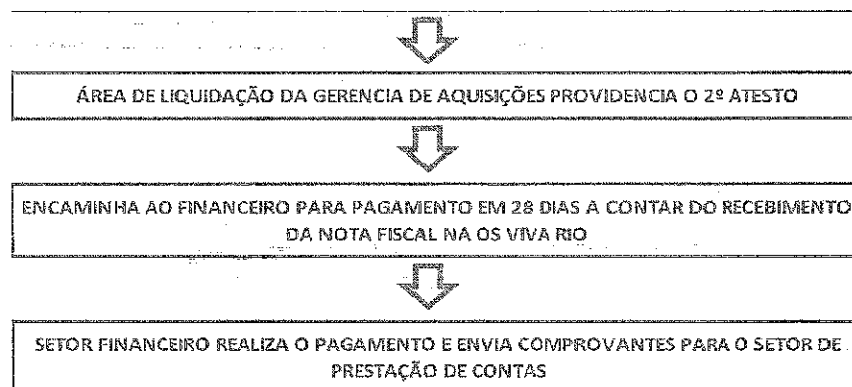 ÁREA DE LIQUIDAÇÃO DA GERENCIA DE AQUISIÇÕES PROVIDENCIA O 2º ATESTO
ENCAMINHA AO FINANCEIRO PARA PAGAMENTO EM 28 DIAS A CONTAR DO RECEBIMENTO
DA NOTA FISCAL NA OS VIVA RIO
SETOR FINANCEIRO REALIZA O PAGAMENTO E ENVIA COMPROVANTES PARA O SETOR DE
PRESTAÇÃO DE CONTAS